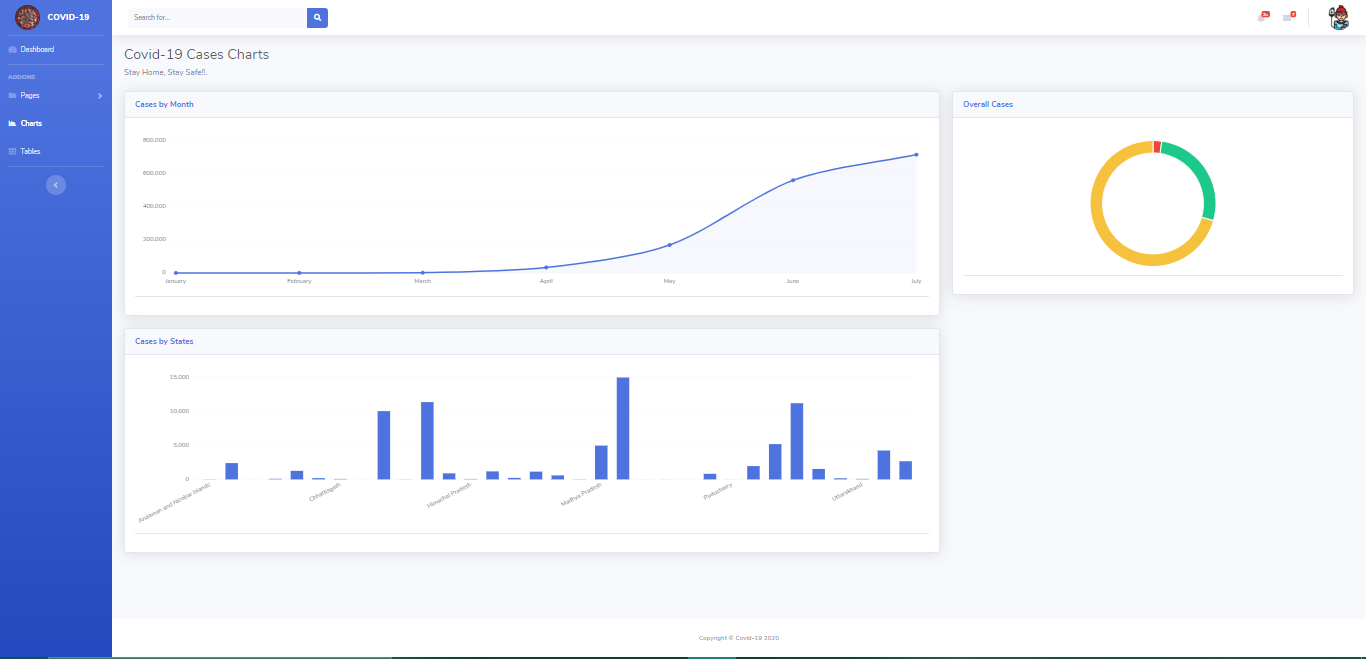 COVID-19
Dashboard
ADDONS
Pages
Charts
Tables
Search for...
Covid-19 Cases Charts
Stay Home, Stay Safe!!.
Cases by Month
800,000
600,000
400,000
200,000
0
January February March April May June July
Overall Cases
Cases by States
15,000
10,000
5,000
0
Andaman and Nicobar Islands Chhattisgarh Himachal Pradesh Madhya Pradesh Puducherry Uttarakhand
Copyright © Covid-19 2020